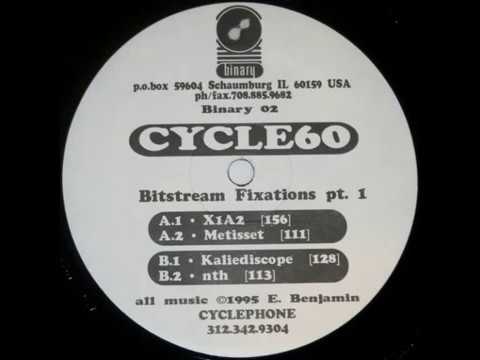 binary
p.o.box 59604 Schaumburg IL 60159 USA
ph/fax.708.885.9682
Binary 02
CYCLE60
Bitstream Fixations pt. 1
A.1 • X1A2 [156]
A.2 • Metisset [111]
B.1 • Kaliediscope [128]
B.2 • nth [113]
all music ©1995 E. Benjamin
CYCLEPHONE
312.342.9304